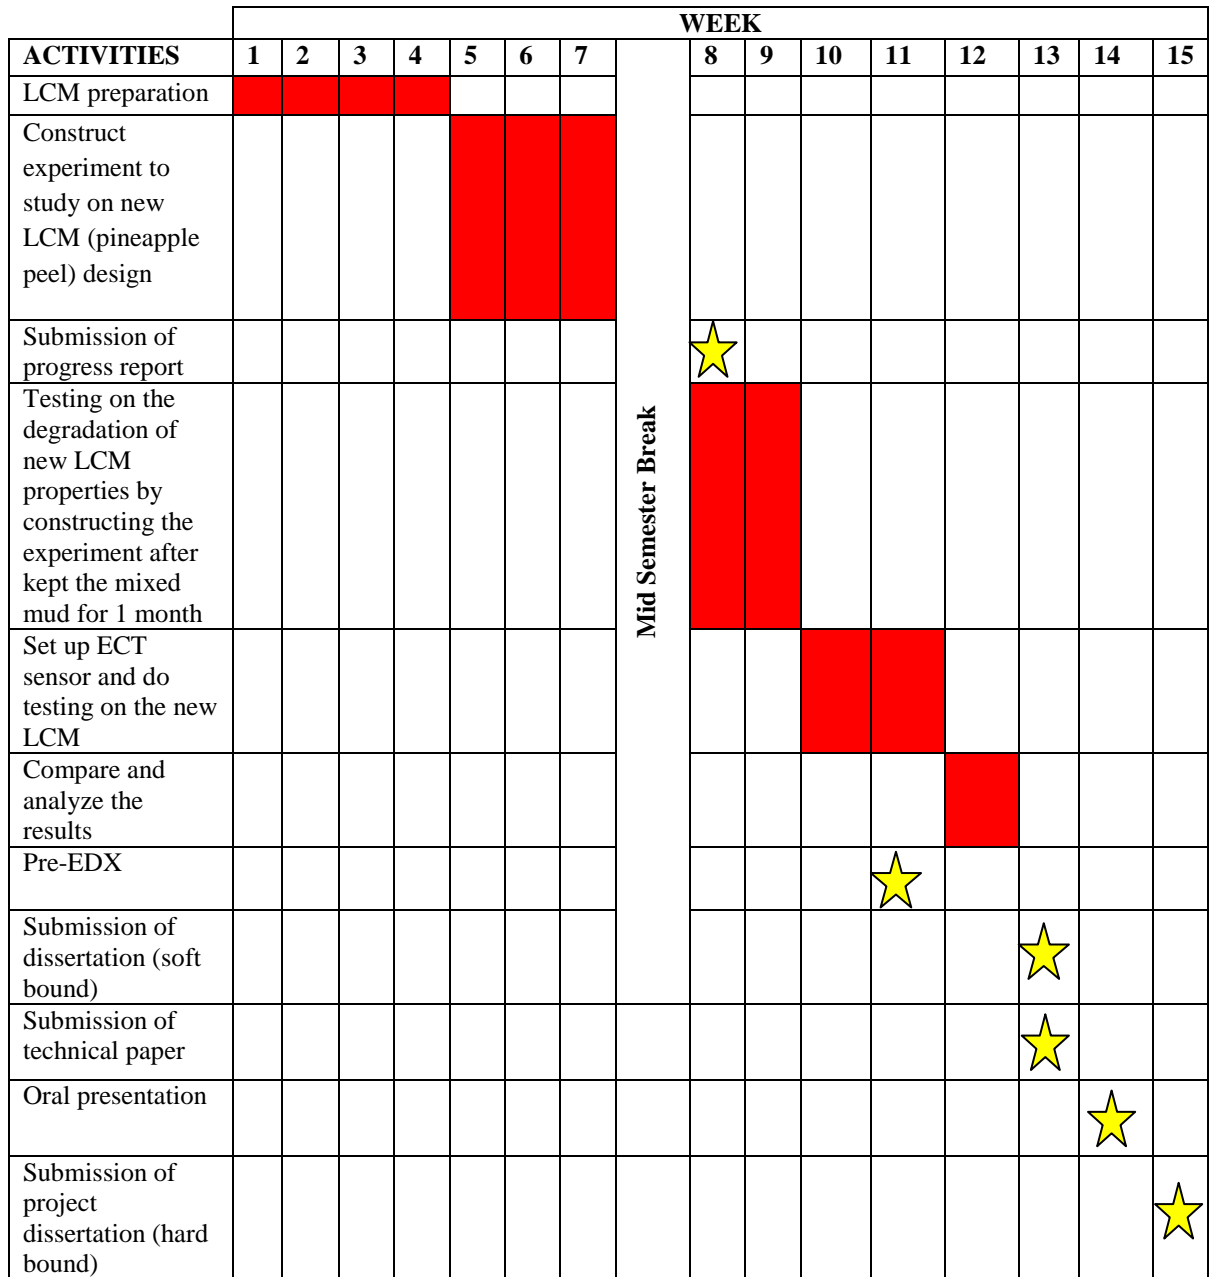 WEEK
ACTIVITIES 1 2 3 4 5 6 7 8 9 10 11 12 13 14 15
LCM preparation
Construct
experiment to
study on new
LCM (pineapple
peel) design
Submission of
progress report
Testing on the
degradation of
new LCM
properties by
constructing the
experiment after
kept the mixed
mud for 1 month
Mid Semester Break
Set up ECT
sensor and do
testing on the new
LCM
Compare and
analyze the
results
Pre-EDX
Submission of
dissertation (soft
bound)
Submission of
technical paper
Oral presentation
Submission of
project
dissertation (hard
bound)